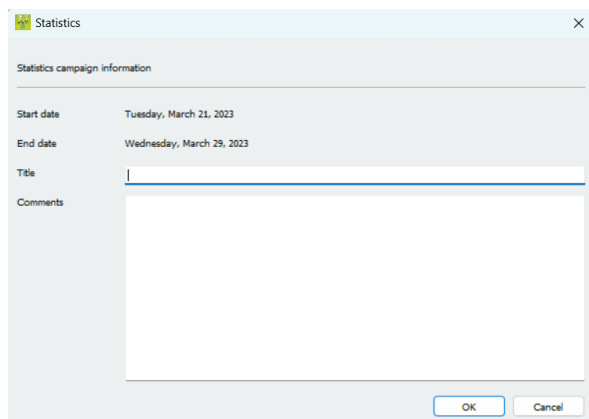 Statistics
Statistics campaign information
Start date Tuesday, March 21, 2023
End date Wednesday, March 29, 2023
Title
Comments
OK Cancel